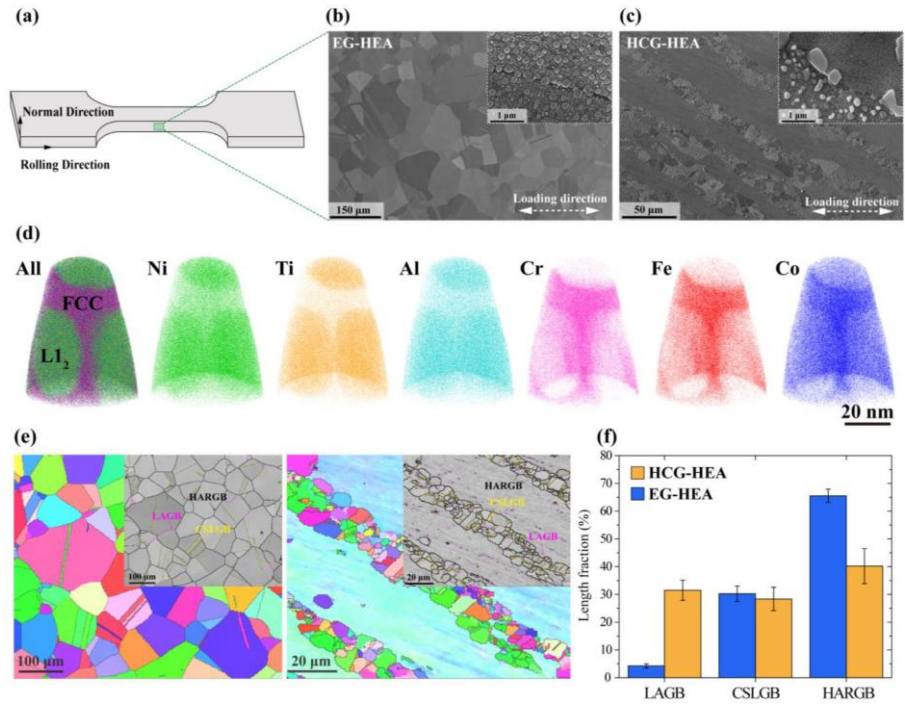 (a)
Normal Direction
Rolling Direction
(b)
EG-HEA
1 μm
150 μm
Loading direction
(c)
HCG-HEA
1 μm
50 μm
Loading direction
(d)
All
FCC
L1₂
Ni
Ti
Al
Cr
Fe
Co
20 nm
(e)
HARGB
LAGB
CSLGB
100 μm
100 μm
HARGB
CSLGB
LAGB
20 μm
20 μm
(f)
HCG-HEA
EG-HEA
Length fraction (%)
80
70
60
50
40
30
20
10
0
LAGB
CSLGB
HARGB